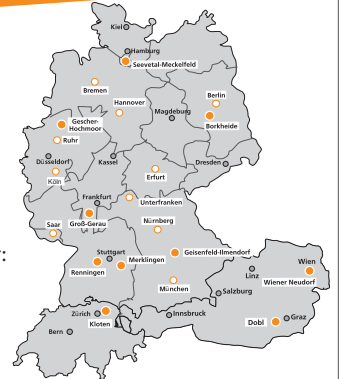 Kiel
Hamburg
Seevetal-Meckelfeld
Bremen
Hannover
Berlin
Magdeburg
Borkheide
Gescher-
Hochmoor
Ruhr
Düsseldorf
Kassel
Dresden
Köln
Erfurt
Frankfurt
Unterfranken
Saar
Groß-Gerau
Nürnberg
r:
Stuttgart
Merklingen
Geisenfeld-Ilmendorf
Renningen
München
Wien
Linz
Wiener Neudorf
Salzburg
Zürich
Kloten
Innsbruck
Bern
Dobl
Graz